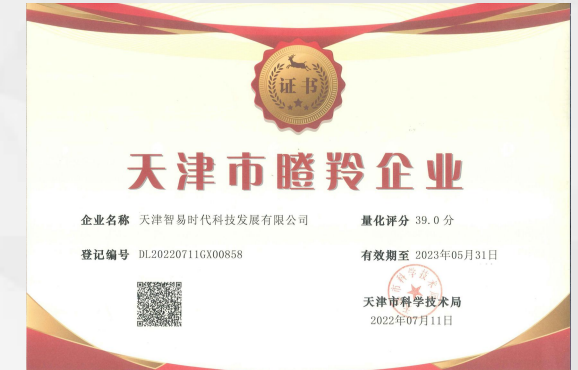 证书
天津市瞪羚企业
企业名称 天津智易时代科技发展有限公司
量化评分 39.0 分
登记编号 DL20220711GX00858
有效期至 2023年05月31日
天津市科学技术局
2022年07月11日